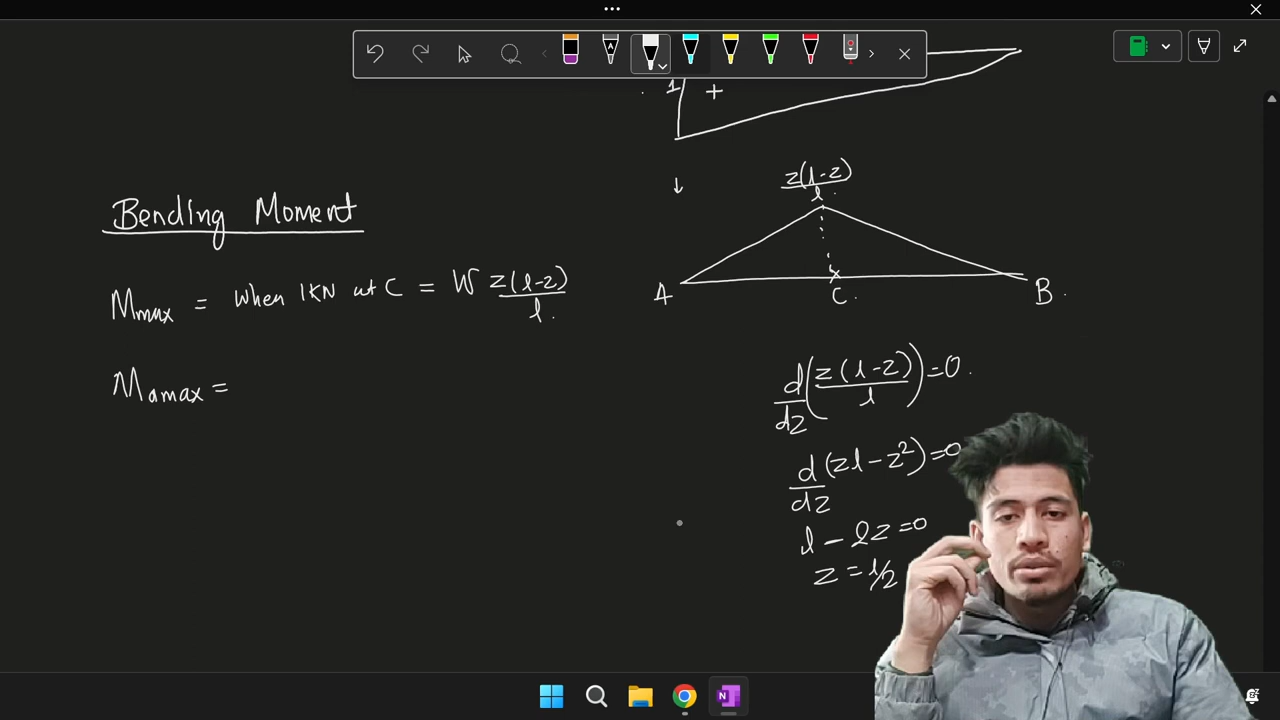 1 +
z(l-z)
l.
Bending Moment
A C. B.
Mmax = When 1KN at C = W z(l-z)
l.
Mamax =
d (z(l-z)) = 0.
dz l
d (zl - z²) = 0
dz
l - 2z = 0
z = l/2